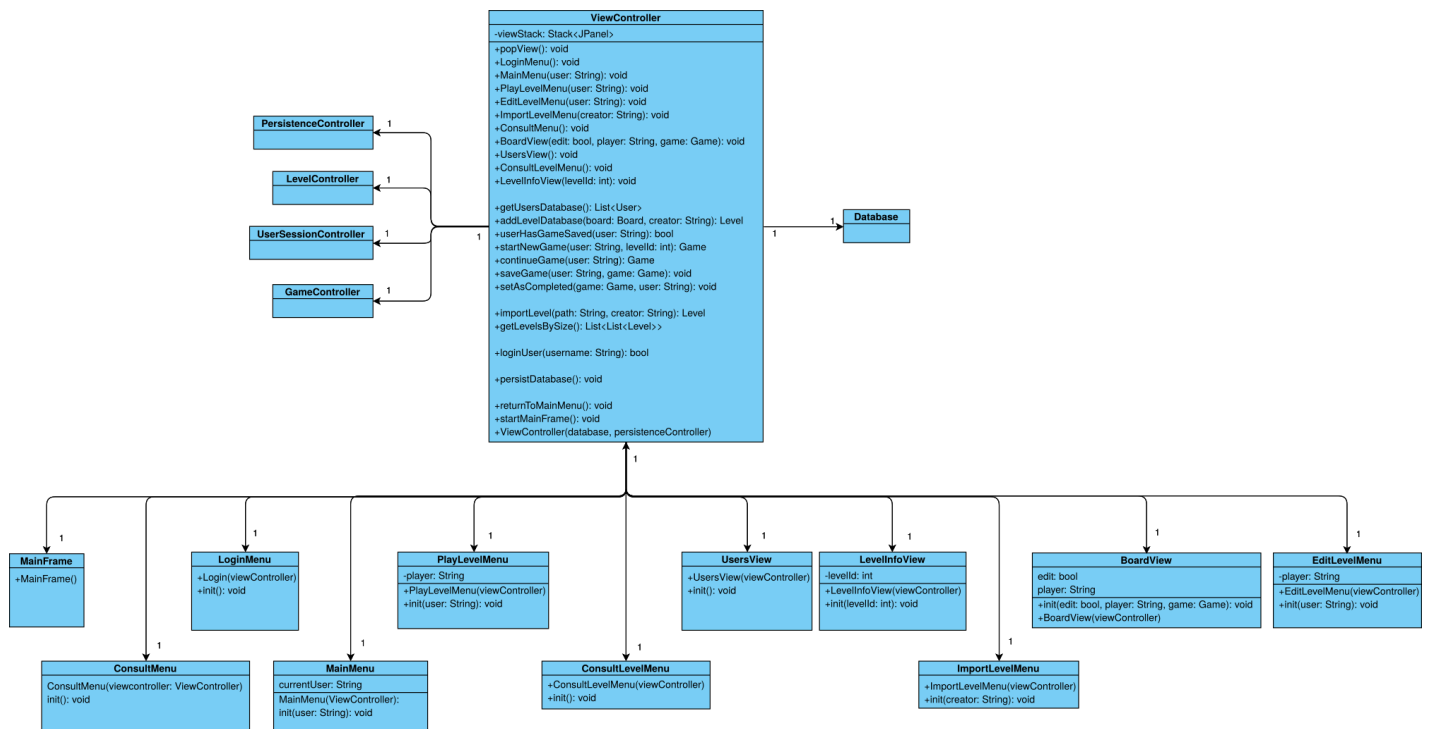 ViewController
-viewStack: Stack<JPanel>
+popView(): void
+LoginMenu(): void
+MainMenu(user: String): void
+PlayLevelMenu(user: String): void
+EditLevelMenu(user: String): void
+ImportLevelMenu(creator: String): void
+ConsultMenu(): void
+BoardView(edit: bool, player: String, game: Game): void
+UsersView(): void
+ConsultLevelMenu(): void
+LevelInfoView(levelId: int): void
+getUsersDatabase(): List<User>
+addLevelDatabase(board: Board, creator: String): Level
+userHasGameSaved(user: String): bool
+startNewGame(user: String, levelId: int): Game
+continueGame(user: String): Game
+saveGame(user: String, game: Game): void
+setAsCompleted(game: Game, user: String): void
+importLevel(path: String, creator: String): Level
+getLevelsBySize(): List<List<Level>>
+loginUser(username: String): bool
+persistDatabase(): void
+returnToMainMenu(): void
+startMainFrame(): void
+ViewController(database, persistenceController)
PersistenceController
1
LevelController
1
UserSessionController
1
GameController
1
1
1
1
Database
1
MainFrame
+MainFrame()
1
LoginMenu
+Login(viewController)
+init(): void
1
PlayLevelMenu
-player: String
+PlayLevelMenu(viewController)
+init(user: String): void
1
UsersView
+UsersView(viewController)
+init(): void
1
LevelInfoView
-levelId: int
+LevelInfoView(viewController)
+init(levelId: int): void
1
BoardView
edit: bool
player: String
+init(edit: bool, player: String, game: Game): void
+BoardView(viewController)
1
EditLevelMenu
-player: String
+EditLevelMenu(viewController)
+init(user: String): void
1
ConsultMenu
ConsultMenu(viewcontroller: ViewController)
init(): void
1
MainMenu
currentUser: String
MainMenu(ViewController):
init(user: String): void
1
ConsultLevelMenu
+ConsultLevelMenu(viewController)
+init(): void
1
ImportLevelMenu
+ImportLevelMenu(viewController)
+init(creator: String): void
1
1